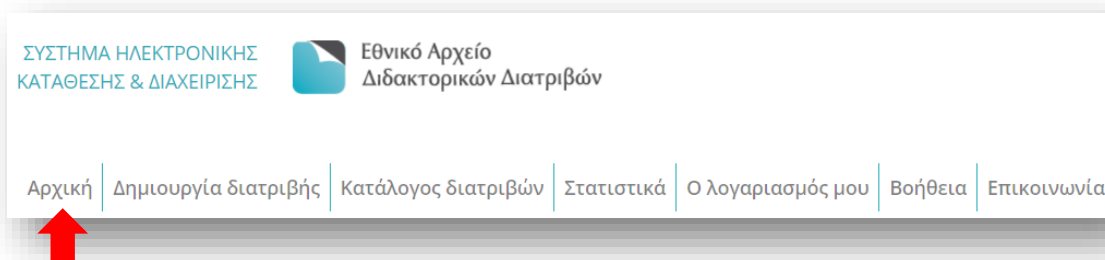 ΣΥΣΤΗΜΑ ΗΛΕΚΤΡΟΝΙΚΗΣ
ΚΑΤΑΘΕΣΗΣ & ΔΙΑΧΕΙΡΙΣΗΣ
Εθνικό Αρχείο
Διδακτορικών Διατριβών
Αρχική Δημιουργία διατριβής Κατάλογος διατριβών Στατιστικά Ο λογαριασμός μου Βοήθεια Επικοινωνία